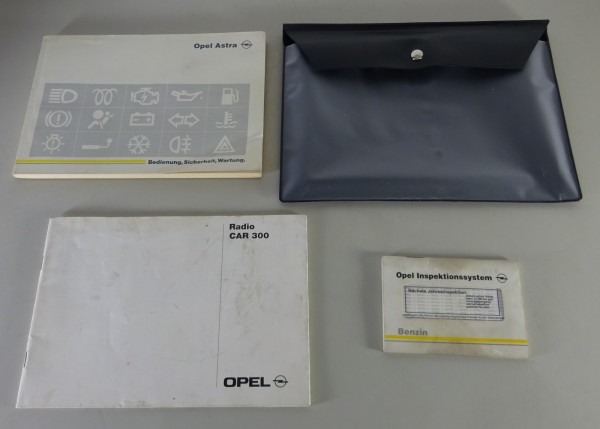 Opel Astra
Bedienung, Sicherheit, Wartung.
Radio
CAR 300
OPEL
Opel Inspektionssystem
Nächste Jahresinspektion
Benzin